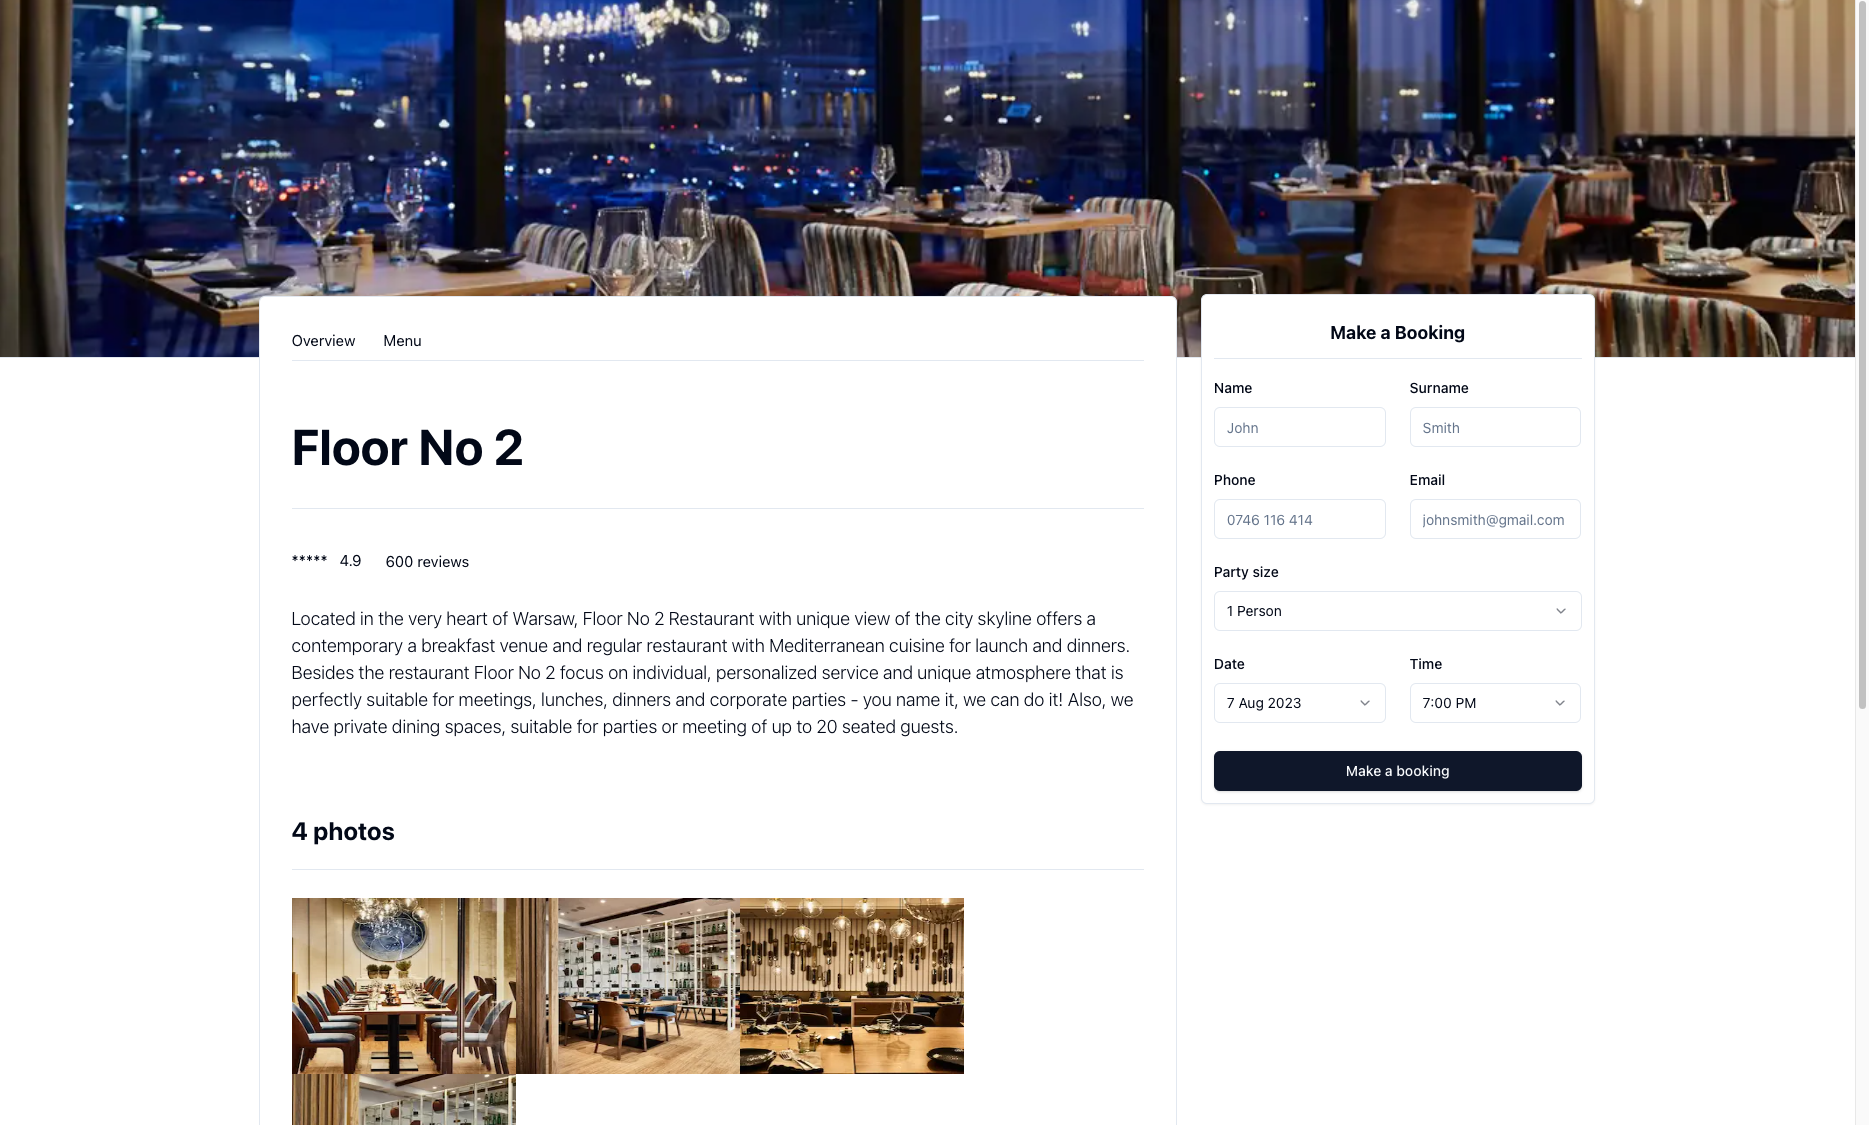 Overview Menu
Floor No 2
***** 4.9 600 reviews
Located in the very heart of Warsaw, Floor No 2 Restaurant with unique view of the city skyline offers a
contemporary a breakfast venue and regular restaurant with Mediterranean cuisine for launch and dinners.
Besides the restaurant Floor No 2 focus on individual, personalized service and unique atmosphere that is
perfectly suitable for meetings, lunches, dinners and corporate parties - you name it, we can do it! Also, we
have private dining spaces, suitable for parties or meeting of up to 20 seated guests.
4 photos
Make a Booking
Name Surname
John Smith
Phone Email
0746 116 414 johnsmith@gmail.com
Party size
1 Person
Date Time
7 Aug 2023 7:00 PM
Make a booking